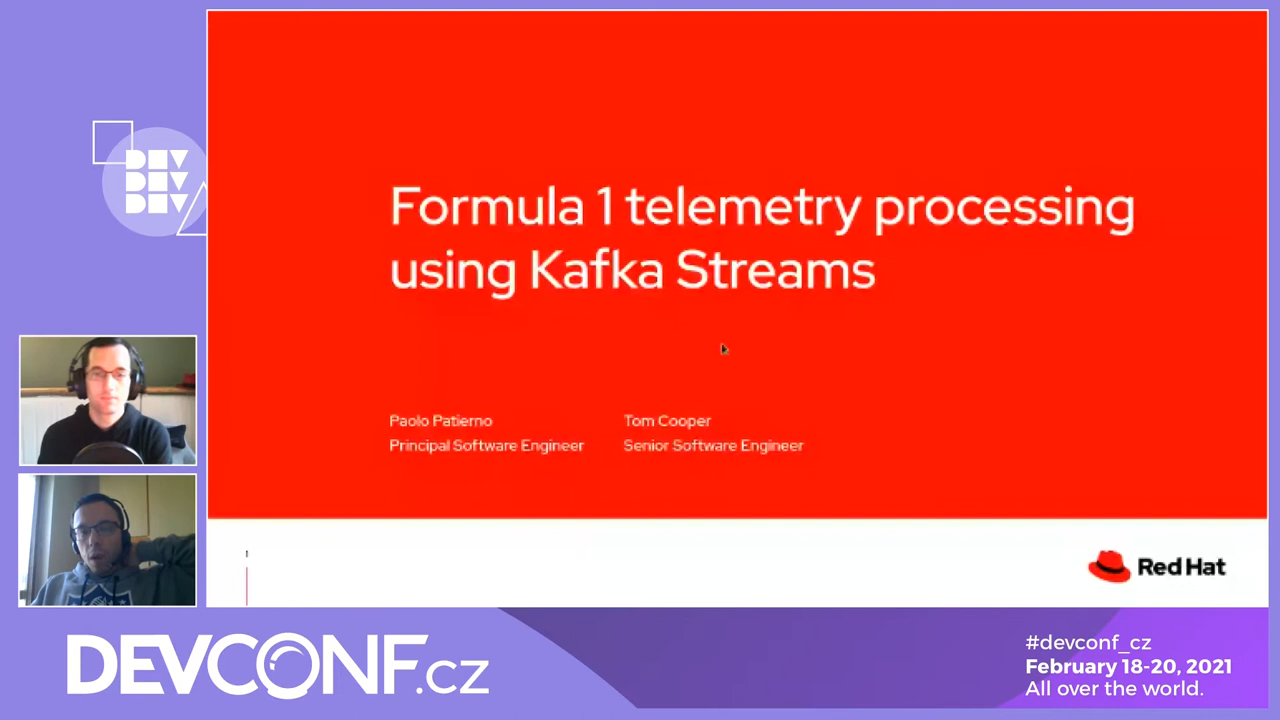 DEV
DEV
DEV
Formula 1 telemetry processing
using Kafka Streams
Paolo Patierno
Principal Software Engineer
Tom Cooper
Senior Software Engineer
Red Hat
DEVCONF.cz
#devconf_cz
February 18-20, 2021
All over the world.